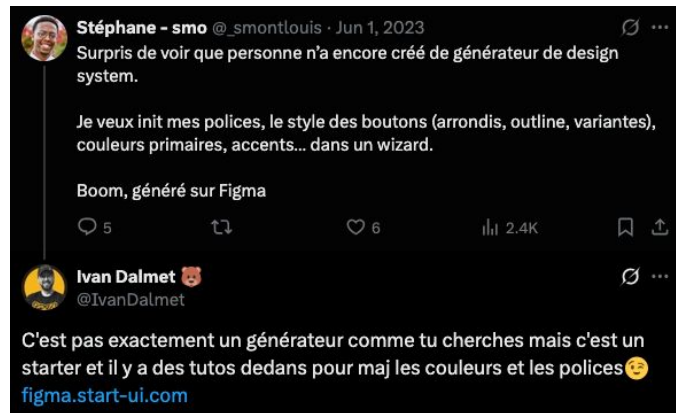 Stéphane - smo @_smontlouis · Jun 1, 2023
Surpris de voir que personne n’a encore créé de générateur de design
system.
Je veux init mes polices, le style des boutons (arrondis, outline, variantes),
couleurs primaires, accents... dans un wizard.
Boom, généré sur Figma
5 6 2.4K
Ivan Dalmet 🐻
@IvanDalmet
C'est pas exactement un générateur comme tu cherches mais c'est un
starter et il y a des tutos dedans pour maj les couleurs et les polices😉
figma.start-ui.com